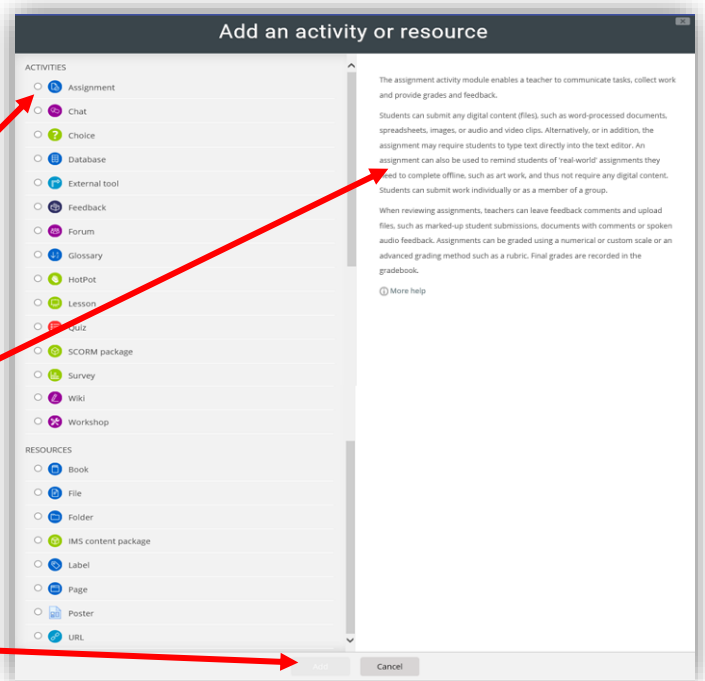 Add an activity or resource
ACTIVITIES
Assignment
Chat
Choice
Database
External tool
Feedback
Forum
Glossary
HotPot
Lesson
Quiz
SCORM package
Survey
Wiki
Workshop
RESOURCES
Book
File
Folder
IMS content package
Label
Page
Poster
URL
The assignment activity module enables a teacher to communicate tasks, collect work
and provide grades and feedback.
Students can submit any digital content (files), such as word-processed documents,
spreadsheets, images, or audio and video clips. Alternatively, or in addition, the
assignment may require students to type text directly into the text editor. An
assignment can also be used to remind students of 'real-world' assignments they
need to complete offline, such as art work, and thus not require any digital content.
Students can submit work individually or as a member of a group.
When reviewing assignments, teachers can leave feedback comments and upload
files, such as marked-up student submissions, documents with comments or spoken
audio feedback. Assignments can be graded using a numerical or custom scale or an
advanced grading method such as a rubric. Final grades are recorded in the
gradebook.
More help
Add
Cancel